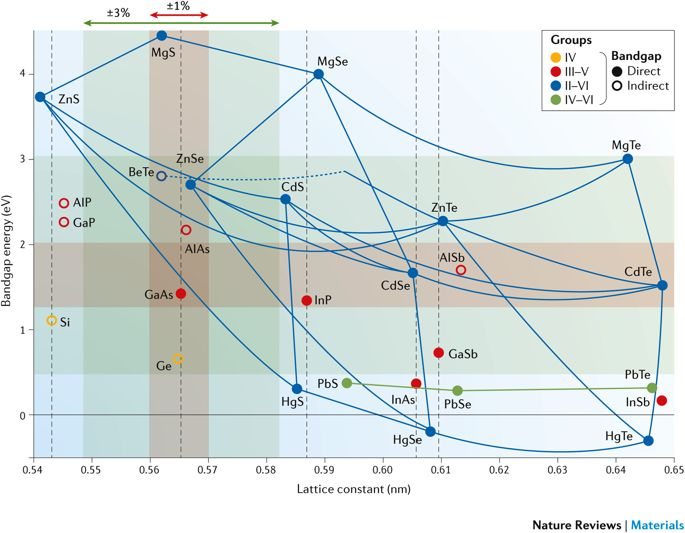 ±3%
±1%
MgS
MgSe
ZnS
Groups
IV
III–V
II–VI
IV–VI
Bandgap
Direct
Indirect
MgTe
ZnSe
BeTe
CdS
AlP
GaP
AlAs
ZnTe
AlSb
CdTe
CdSe
GaAs
InP
Si
Ge
GaSb
PbS
PbTe
InAs
PbSe
InSb
HgS
HgSe
HgTe
Bandgap energy (eV)
4
3
2
1
0
0.54 0.55 0.56 0.57 0.58 0.59 0.60 0.61 0.62 0.63 0.64 0.65
Lattice constant (nm)
Nature Reviews | Materials